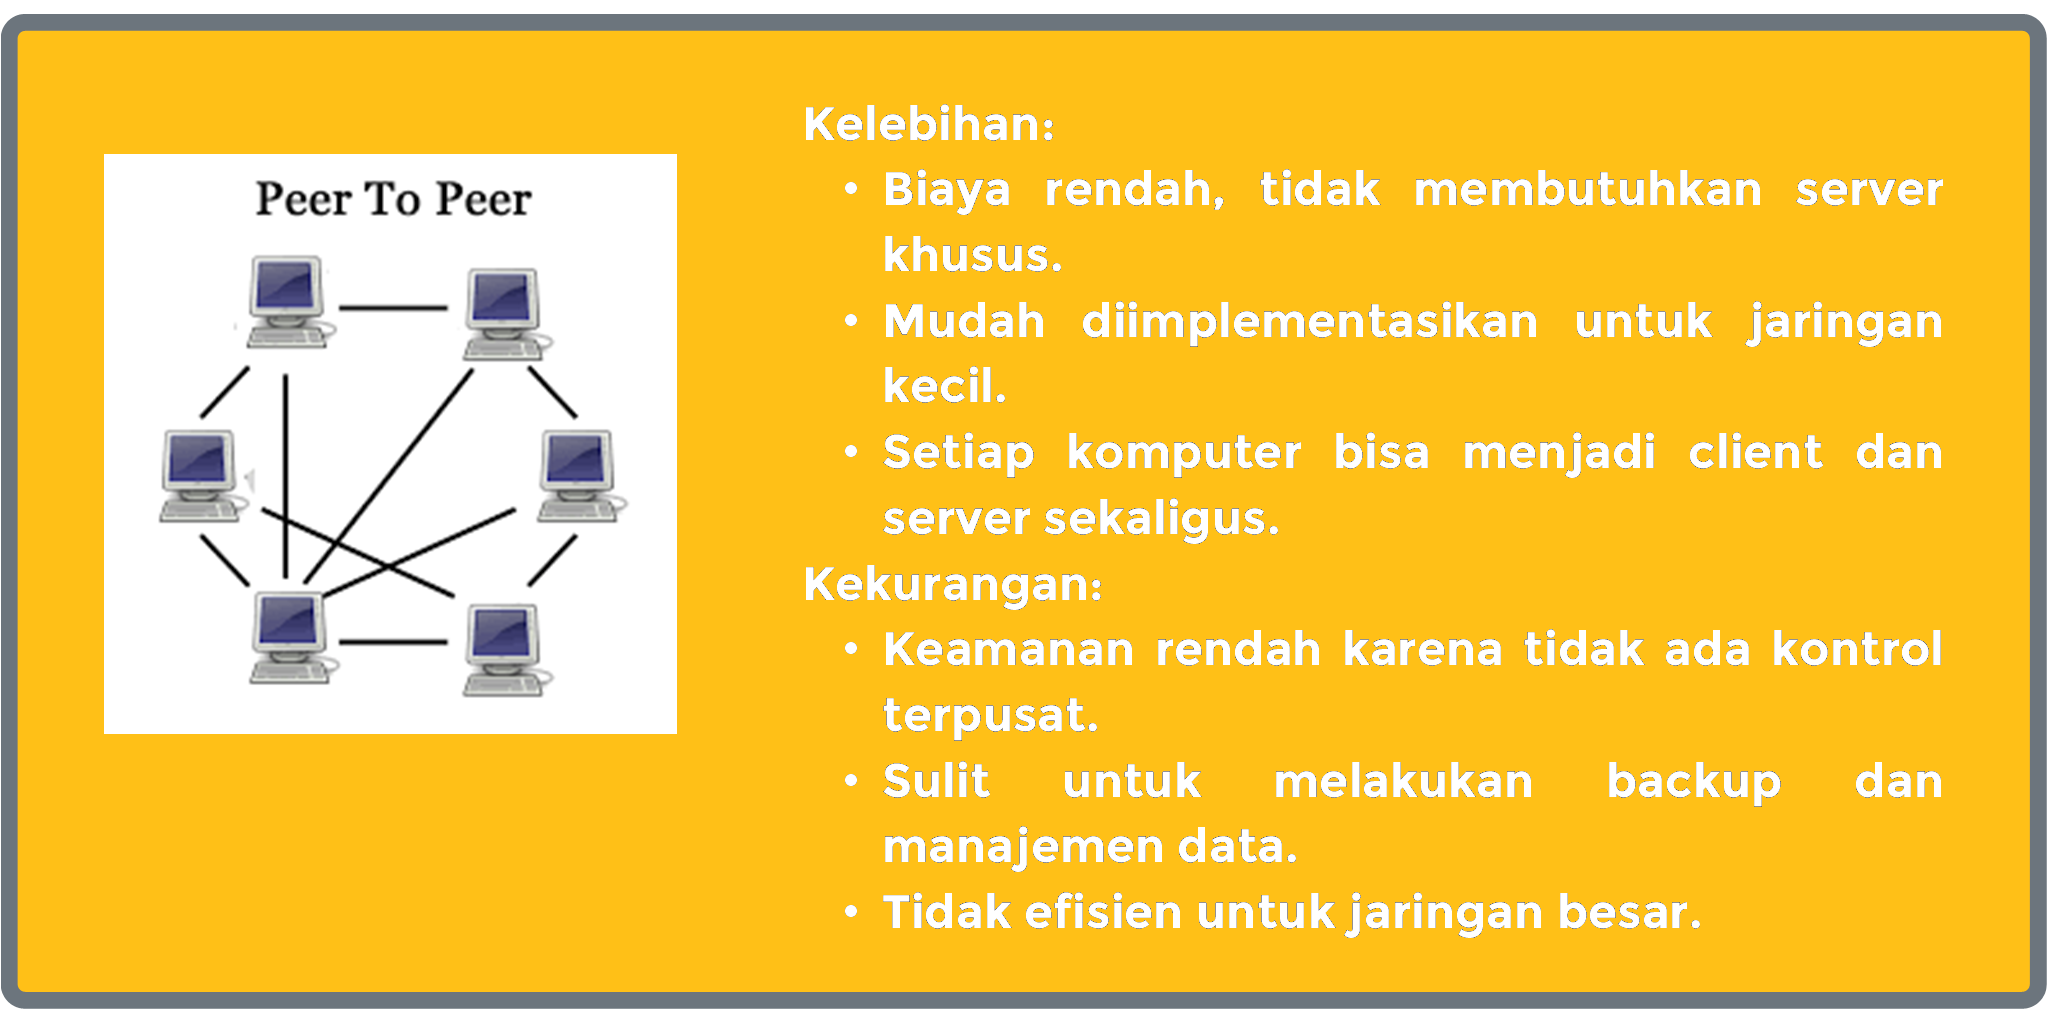 Peer To Peer
Kelebihan:
• Biaya rendah, tidak membutuhkan server
khusus.
• Mudah diimplementasikan untuk jaringan
kecil.
• Setiap komputer bisa menjadi client dan
server sekaligus.
Kekurangan:
• Keamanan rendah karena tidak ada kontrol
terpusat.
• Sulit untuk melakukan backup dan
manajemen data.
• Tidak efisien untuk jaringan besar.